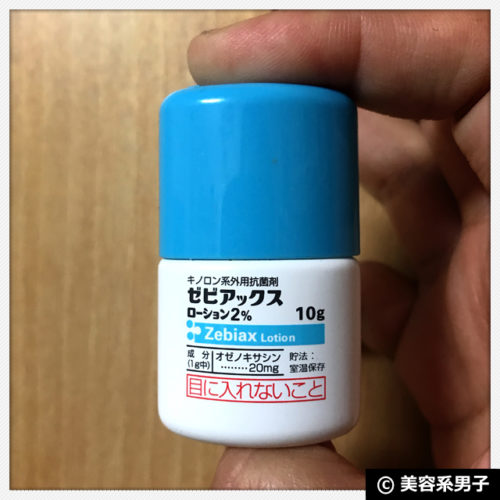 キノロン系外用抗菌剤
ゼビアックス
ローション2% 10g
Zebiax Lotion
成分 オゼノキサシン 貯法:
(1g中) ………20mg 室温保存
目に入れないこと
© 美容系男子